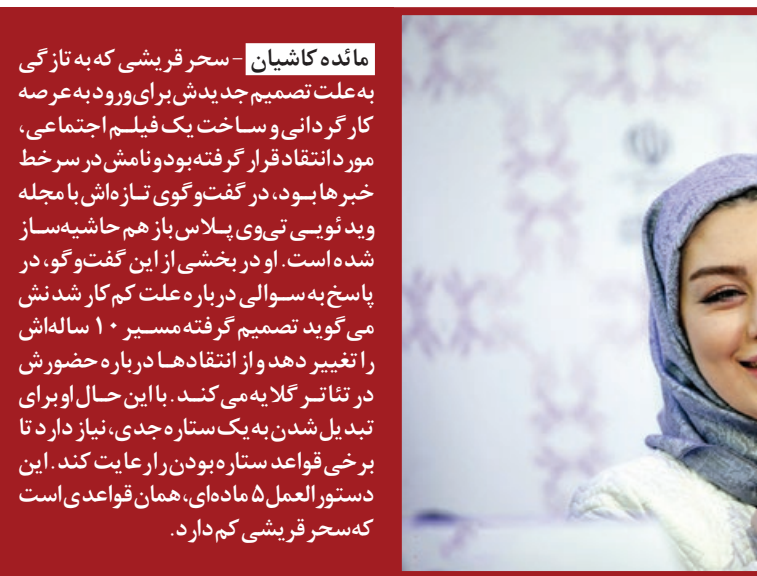 مائده کاشیان - سحر قریشی که به تازگی
به علت تصمیم جدیدش برای ورود به عرصه
کارگردانی و ساخت یک فیلم اجتماعی،
مورد انتقاد قرار گرفته بود و نامش در سرخط
خبرها بود، در گفت‌وگوی تازه‌اش با مجله
ویدئویی تی‌وی پلاس باز هم حاشیه‌ساز
شده است. او در بخشی از این گفت‌وگو، در
پاسخ به سوالی درباره علت کم کار شدنش
می گوید تصمیم گرفته مسیر ۱۰ ساله‌اش
را تغییر دهد و از انتقادها درباره حضورش
در تئاتر گلایه می کند. با این حال او برای
تبدیل شدن به یک ستاره جدی، نیاز دارد تا
برخی قواعد ستاره بودن را رعایت کند. این
دستورالعمل ۵ ماده‌ای، همان قواعدی است
که سحر قریشی کم دارد.